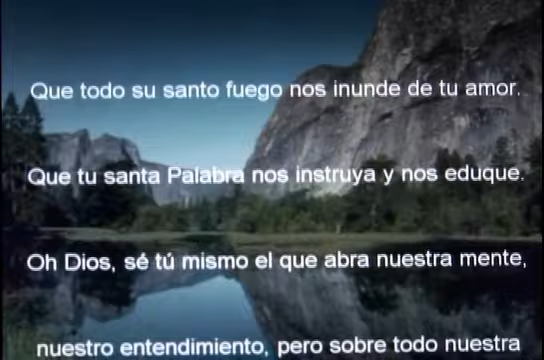 Que todo su santo fuego nos inunde de tu amor.
Que tu santa Palabra nos instruya y nos eduque.
Oh Dios, sé tú mismo el que abra nuestra mente,
nuestro entendimiento, pero sobre todo nuestra